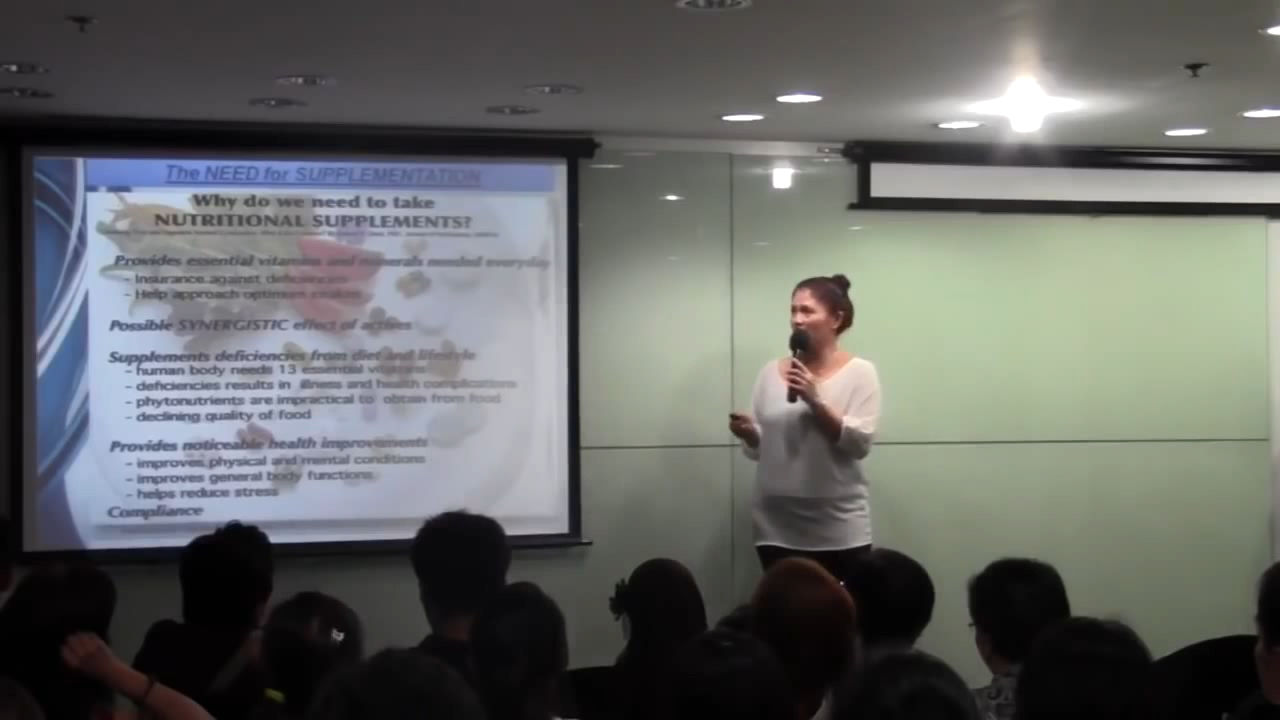 The NEED for SUPPLEMENTATION
Why do we need to take
NUTRITIONAL SUPPLEMENTS?
Provides essential vitamins and minerals needed everyday
- Insurance against deficiencies
- Help approach optimum intakes
Possible SYNERGISTIC effect of actives
Supplements deficiencies from diet and lifestyle
- human body needs 13 essential vitamins
- deficiencies results in illness and health complications
- phytonutrients are impractical to obtain from food
- declining quality of food
Provides noticeable health improvements
- improves physical and mental conditions
- improves general body functions
- helps reduce stress
Compliance